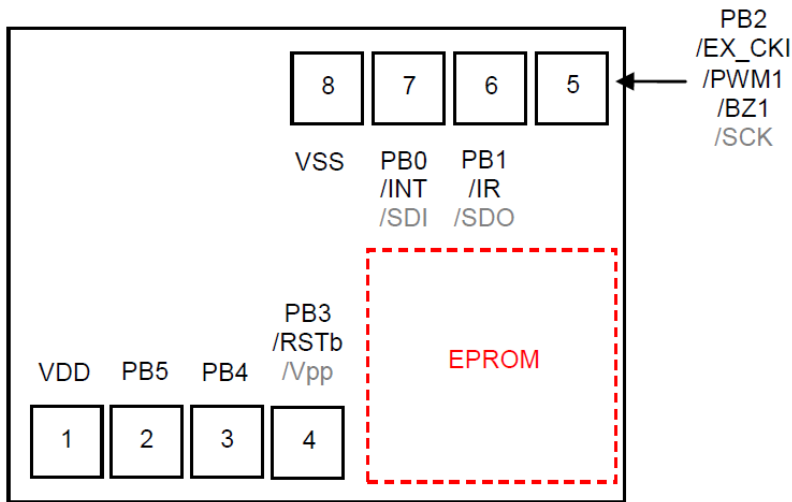 PB2
/EX_CKI
/PWM1
/BZ1
/SCK
8 7 6 5
VSS PB0 PB1
/INT /IR
/SDI /SDO
PB3
/RSTb
VDD PB5 PB4 /Vpp
EPROM
1 2 3 4